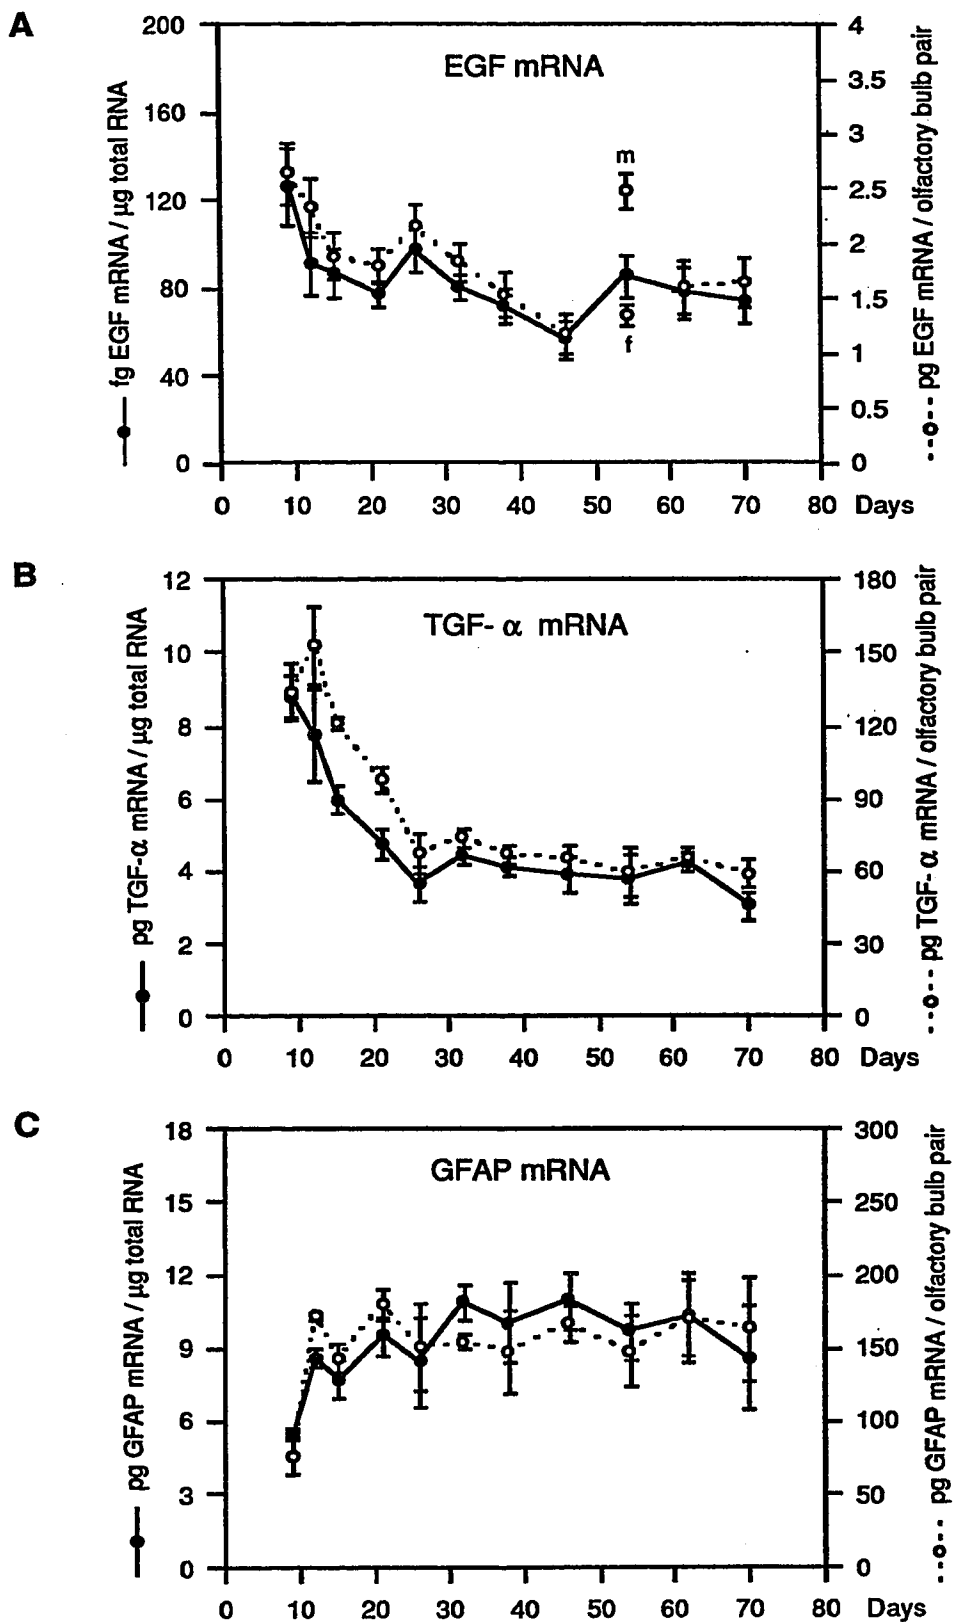 A
EGF mRNA
fg EGF mRNA / µg total RNA
200
160
120
80
40
0
4
3.5
3
2.5
2
1.5
1
0.5
0
pg EGF mRNA / olfactory bulb pair
m
f
0 10 20 30 40 50 60 70 80 Days
B
TGF- α mRNA
pg TGF-α mRNA / µg total RNA
12
10
8
6
4
2
0
180
150
120
90
60
30
0
pg TGF- α mRNA / olfactory bulb pair
0 10 20 30 40 50 60 70 80 Days
C
GFAP mRNA
pg GFAP mRNA / µg total RNA
18
15
12
9
6
3
0
300
250
200
150
100
50
0
pg GFAP mRNA / olfactory bulb pair
0 10 20 30 40 50 60 70 80 Days